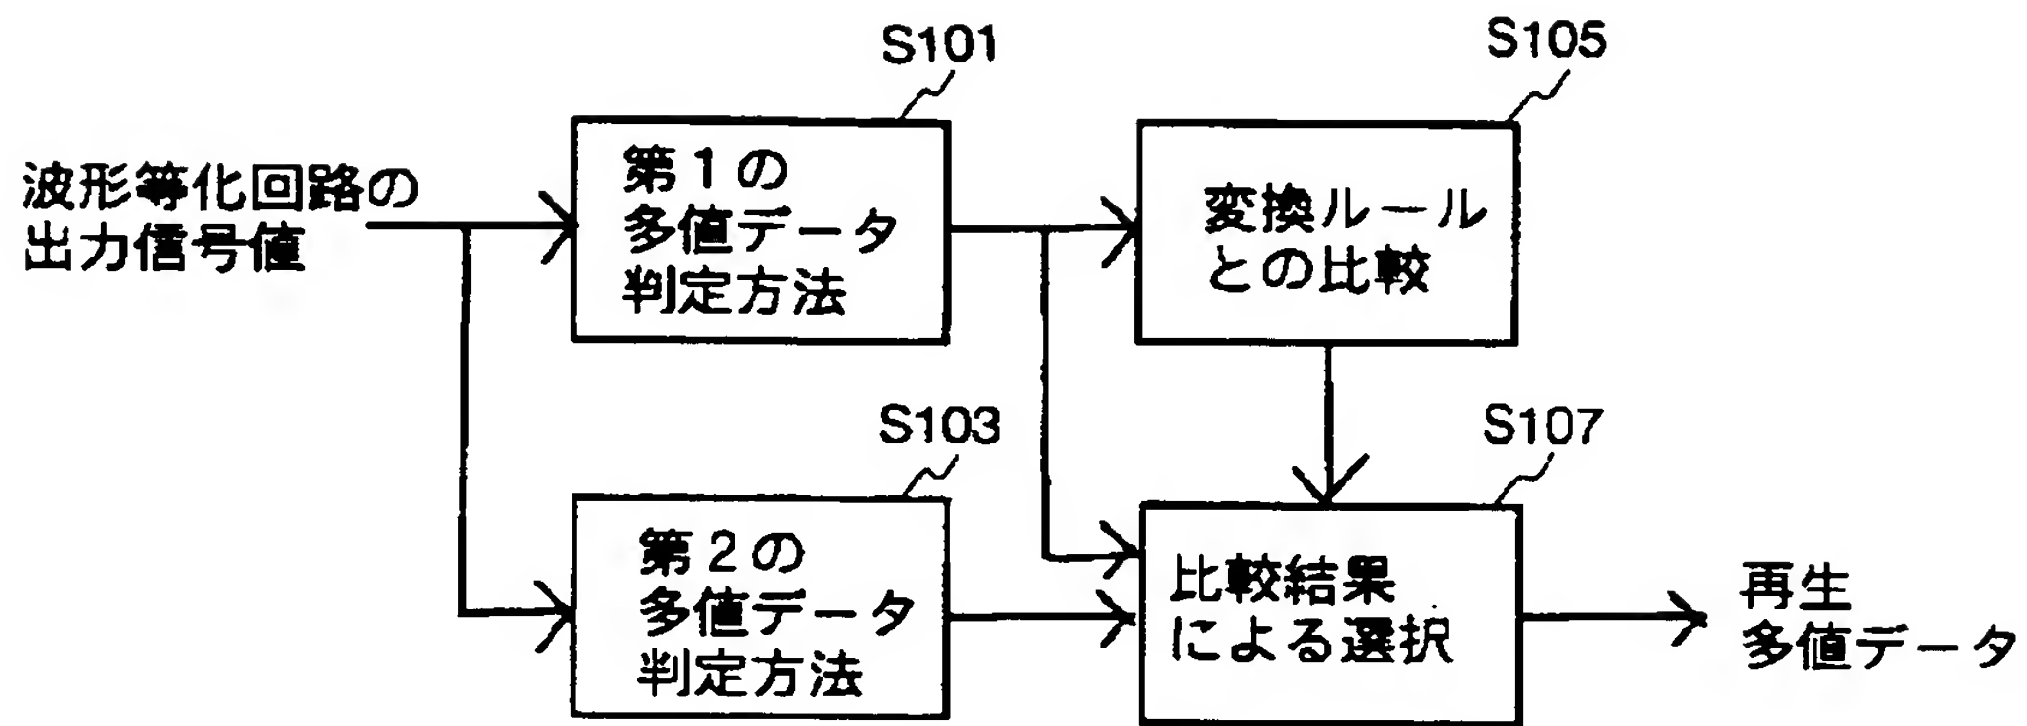 S101
S105
波形等化回路の
出力信号値
第1の
多値データ
判定方法
変換ルール
との比較
S103
S107
第2の
多値データ
判定方法
比較結果
による選択
再生
多値データ